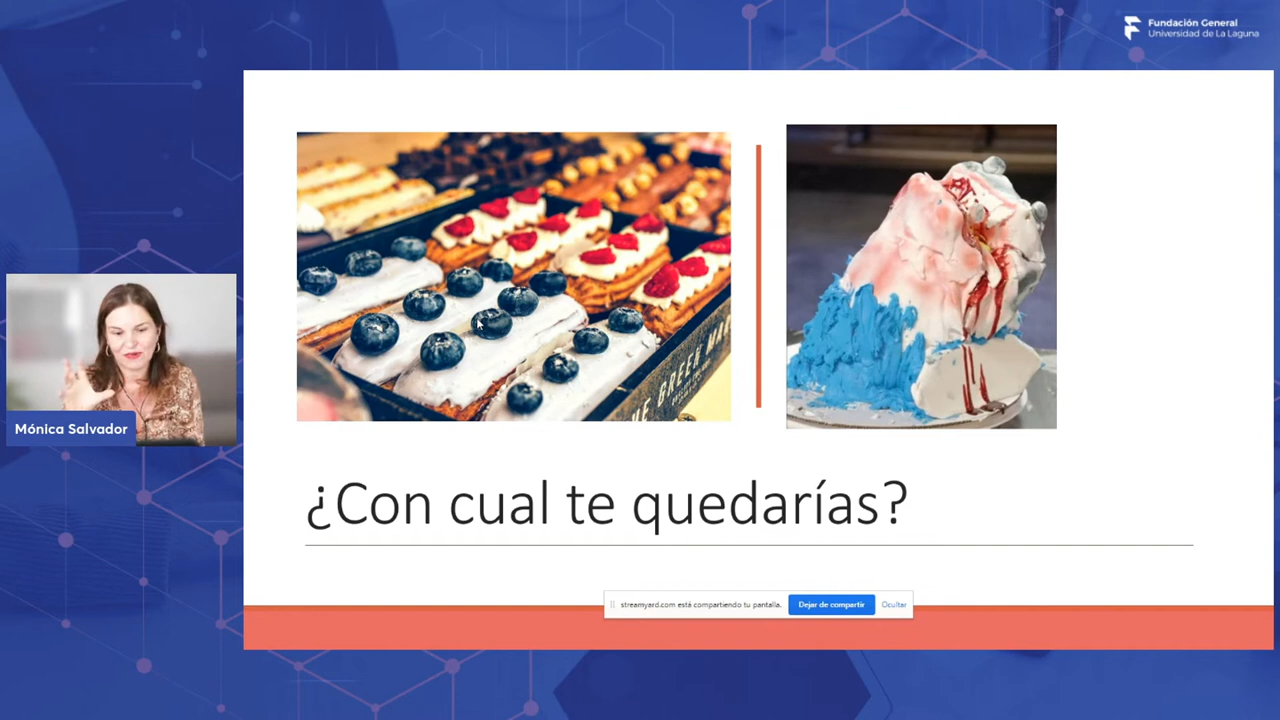 Fundación General
Universidad de La Laguna
¿Con cual te quedarías?
Mónica Salvador
streamyard.com está compartiendo tu pantalla.
Dejar de compartir
Ocultar